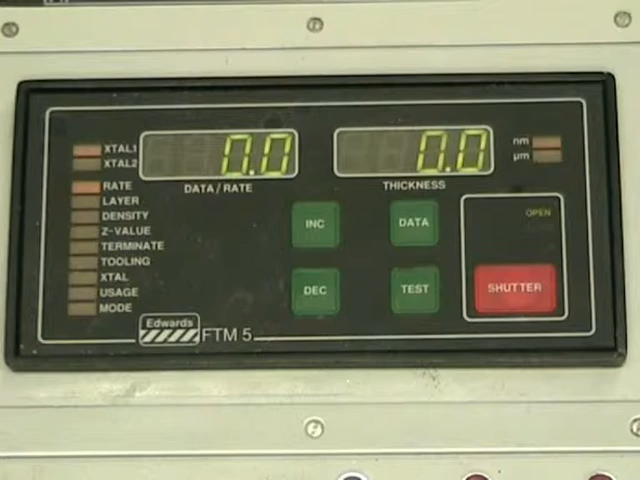 XTAL1
XTAL2
0.0
DATA / RATE
0.0
THICKNESS
nm
µm
RATE
LAYER
DENSITY
Z-VALUE
TERMINATE
TOOLING
XTAL
USAGE
MODE
INC
DATA
DEC
TEST
OPEN
SHUTTER
Edwards
FTM 5